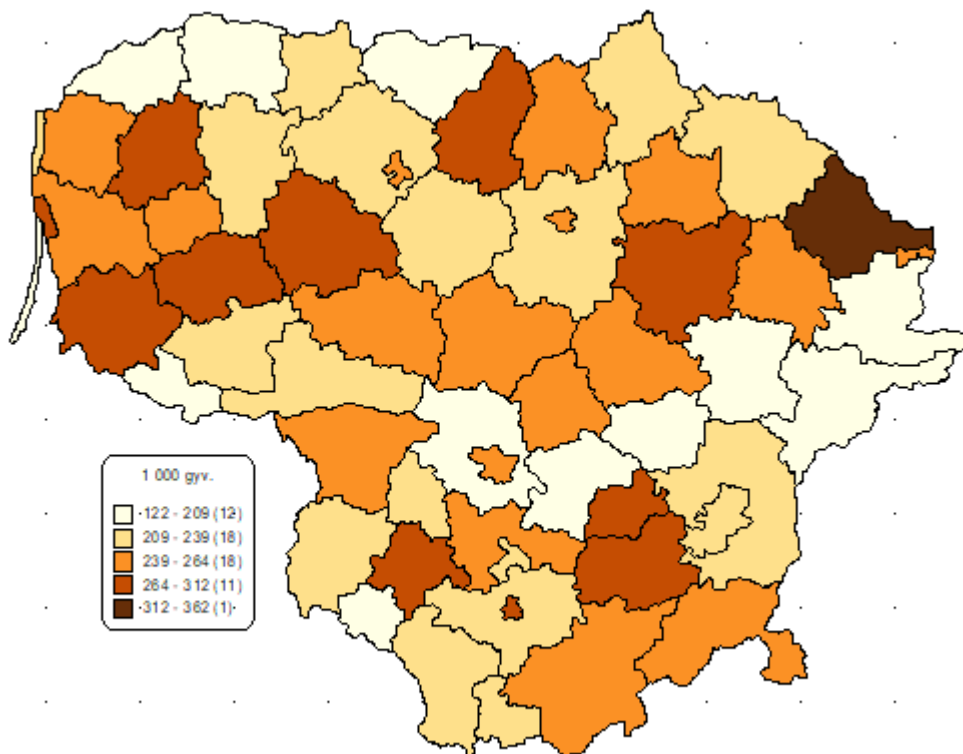 1 000 gyv.
122 - 209 (12)
209 - 239 (18)
239 - 264 (18)
264 - 312 (11)
312 - 362 (1)